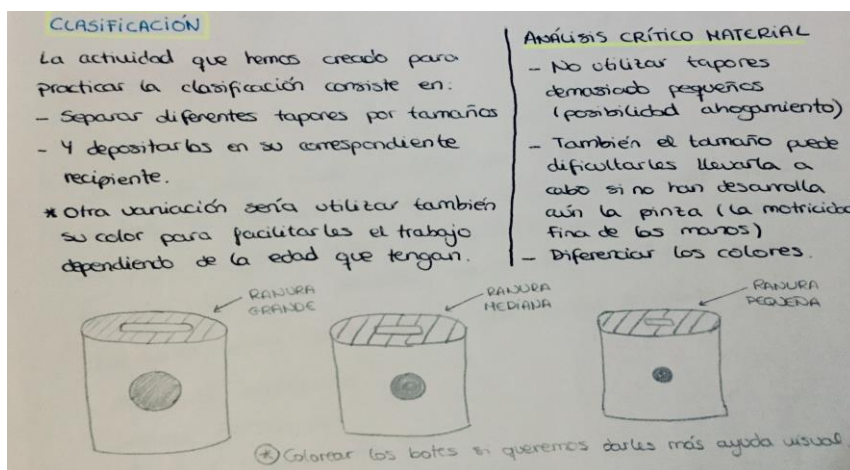 CLASIFICACIÓN
La actividad que hemos creado para
practicar la clasificación consiste en:
- Separar diferentes tapones por tamaños
- Y depositarlos en su correspondiente
recipiente.
* Otra variación sería utilizar también
su color para facilitarles el trabajo
dependiendo de la edad que tengan.
ANÁLISIS CRÍTICO MATERIAL
- No utilizar tapones
demasiado pequeños
(posibilidad ahogamiento)
- También el tamaño puede
dificultarles llevarla a
cabo si no han desarrolla
aún la pinza (la motricidad
fina de las manos)
- Diferenciar los colores.
RANURA
GRANDE
RANURA
MEDIANA
RANURA
PEQUEÑA
* Colorear los botes si queremos darles más ayuda visual.